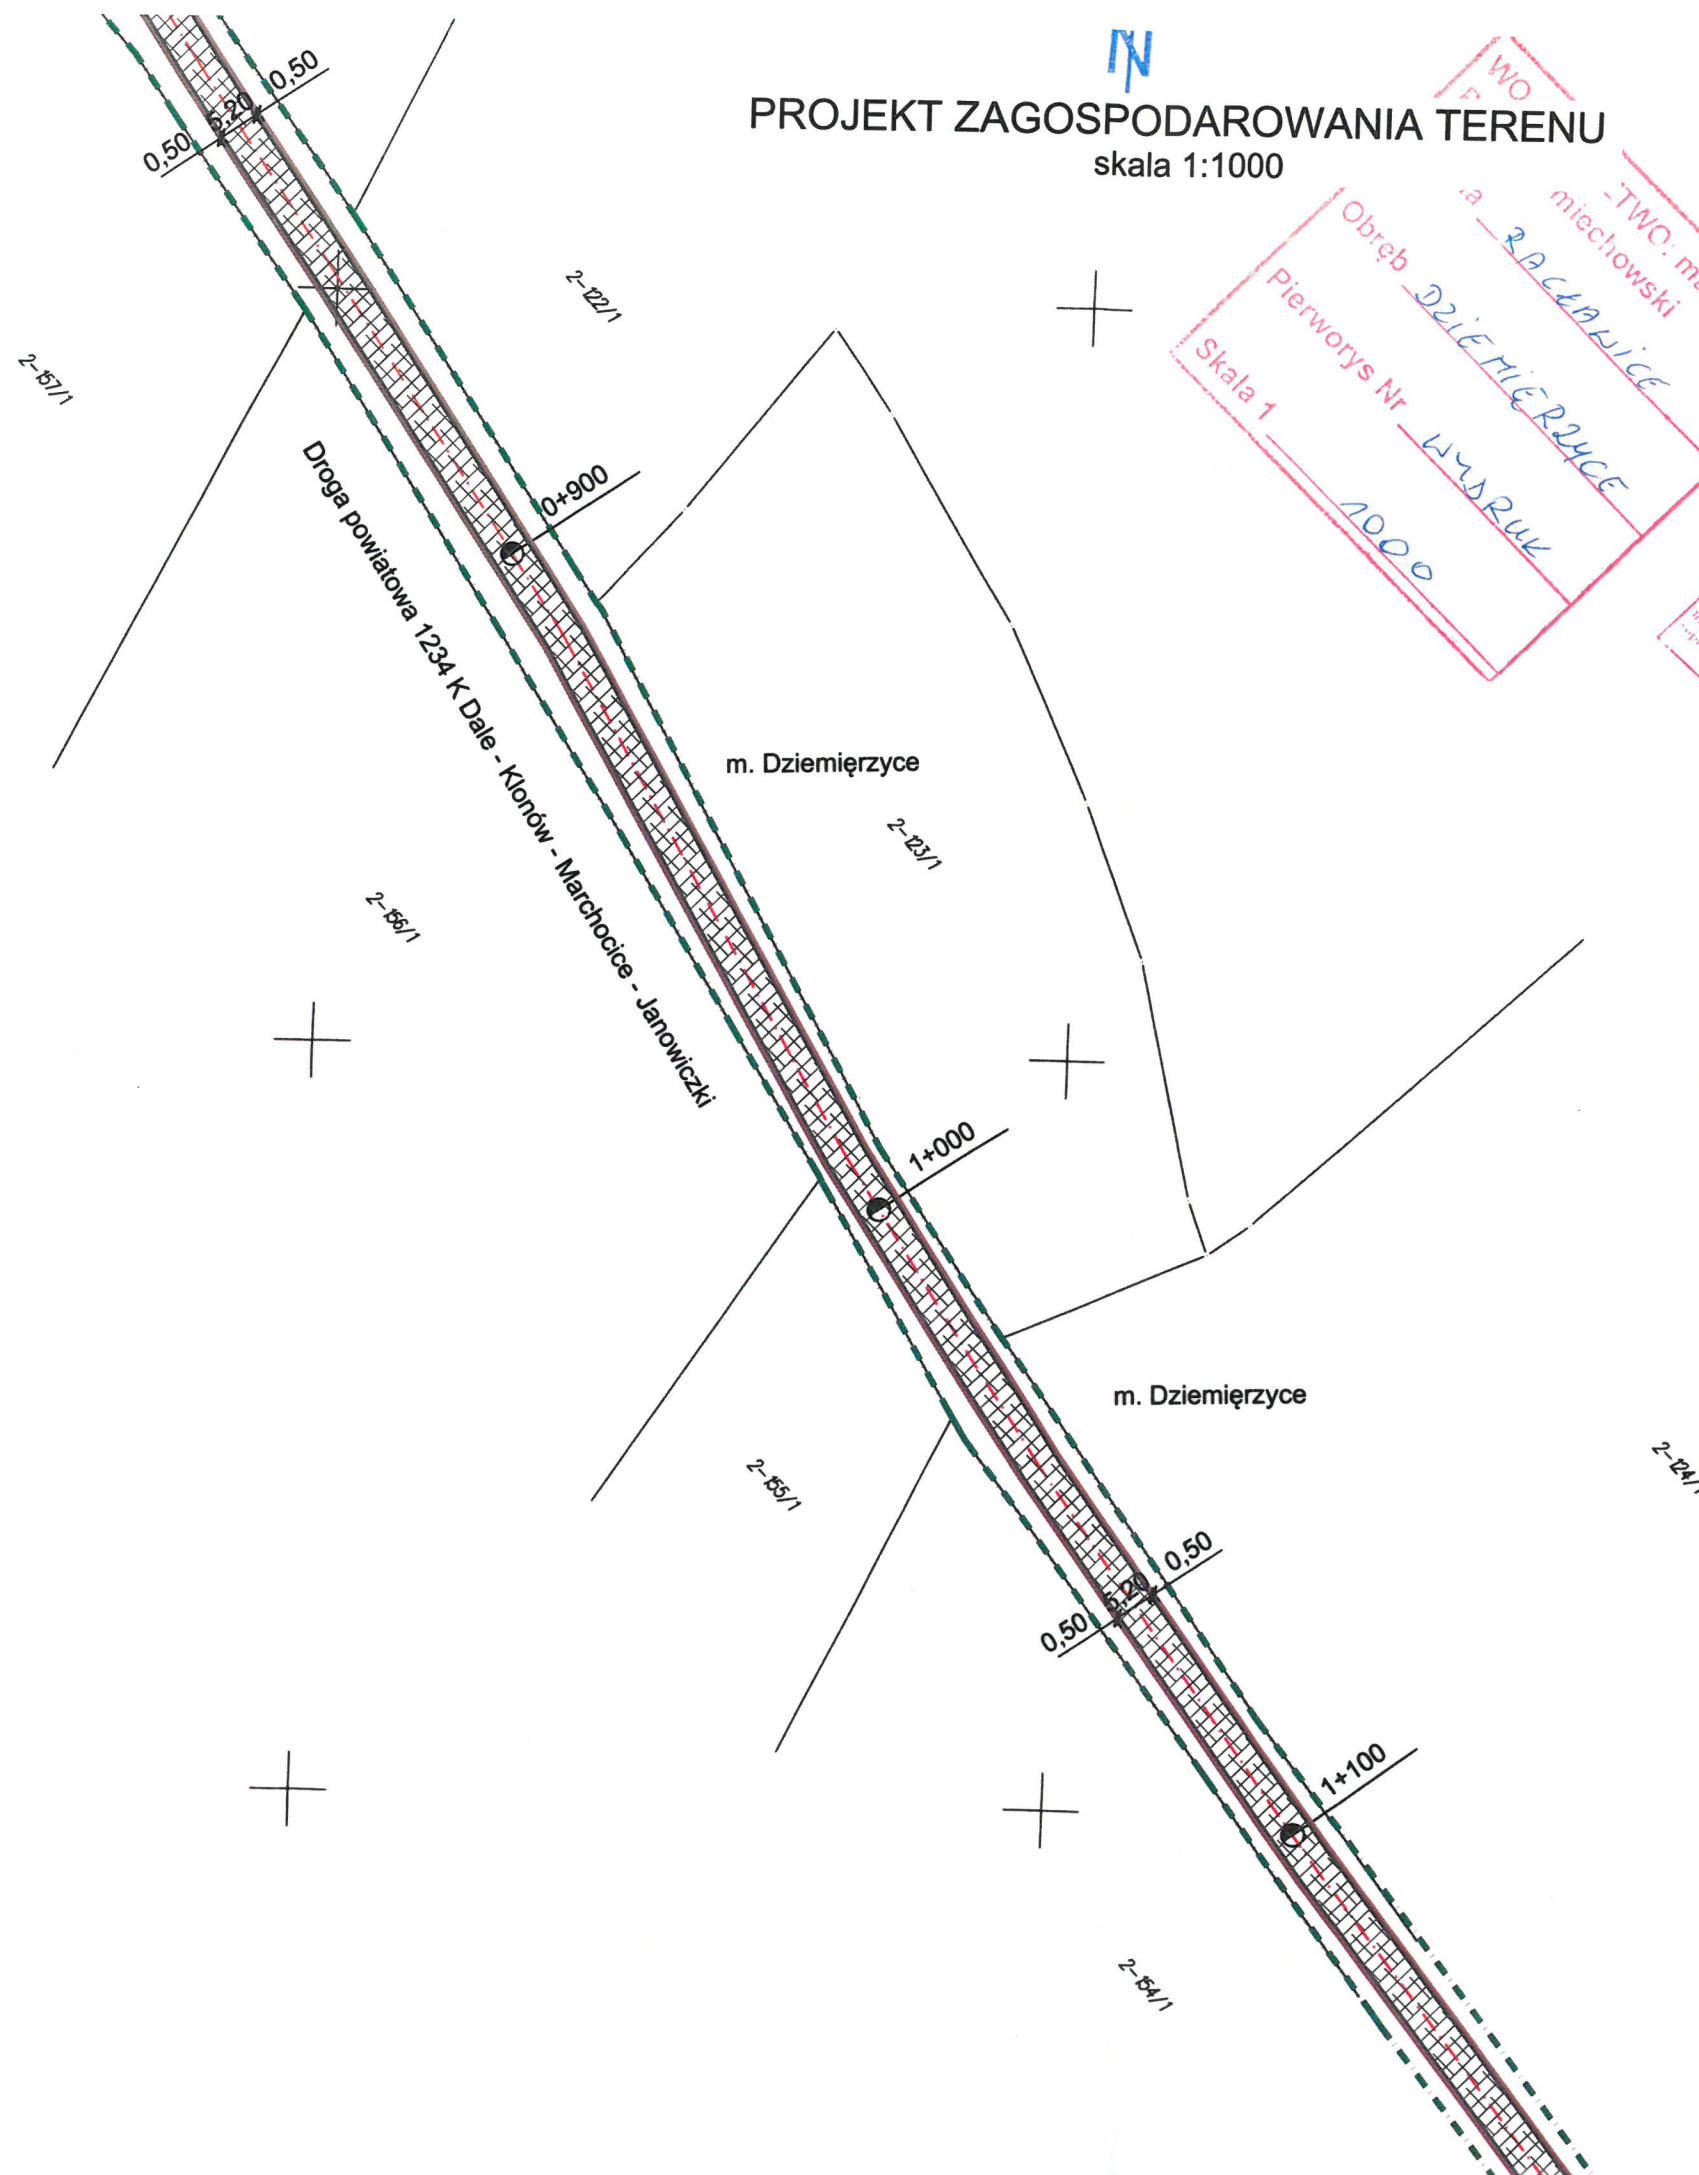 N
PROJEKT ZAGOSPODAROWANIA TERENU
skala 1:1000
WO
TWO: ma
miechowski
RACŁAWICE
Obręb DZIEMIĘRZYCE
Pierworys Nr WYDRUK
Skala 1 1000
0,50
5,20
0,50
2-122/1
2-157/1
0+900
Droga powiatowa 1234 K Dale - Klonów - Marchocice - Janowiczki
m. Dziemięrzyce
2-123/1
2-156/1
1+000
m. Dziemięrzyce
2-124/1
2-155/1
0,50
5,20
0,50
1+100
2-154/1